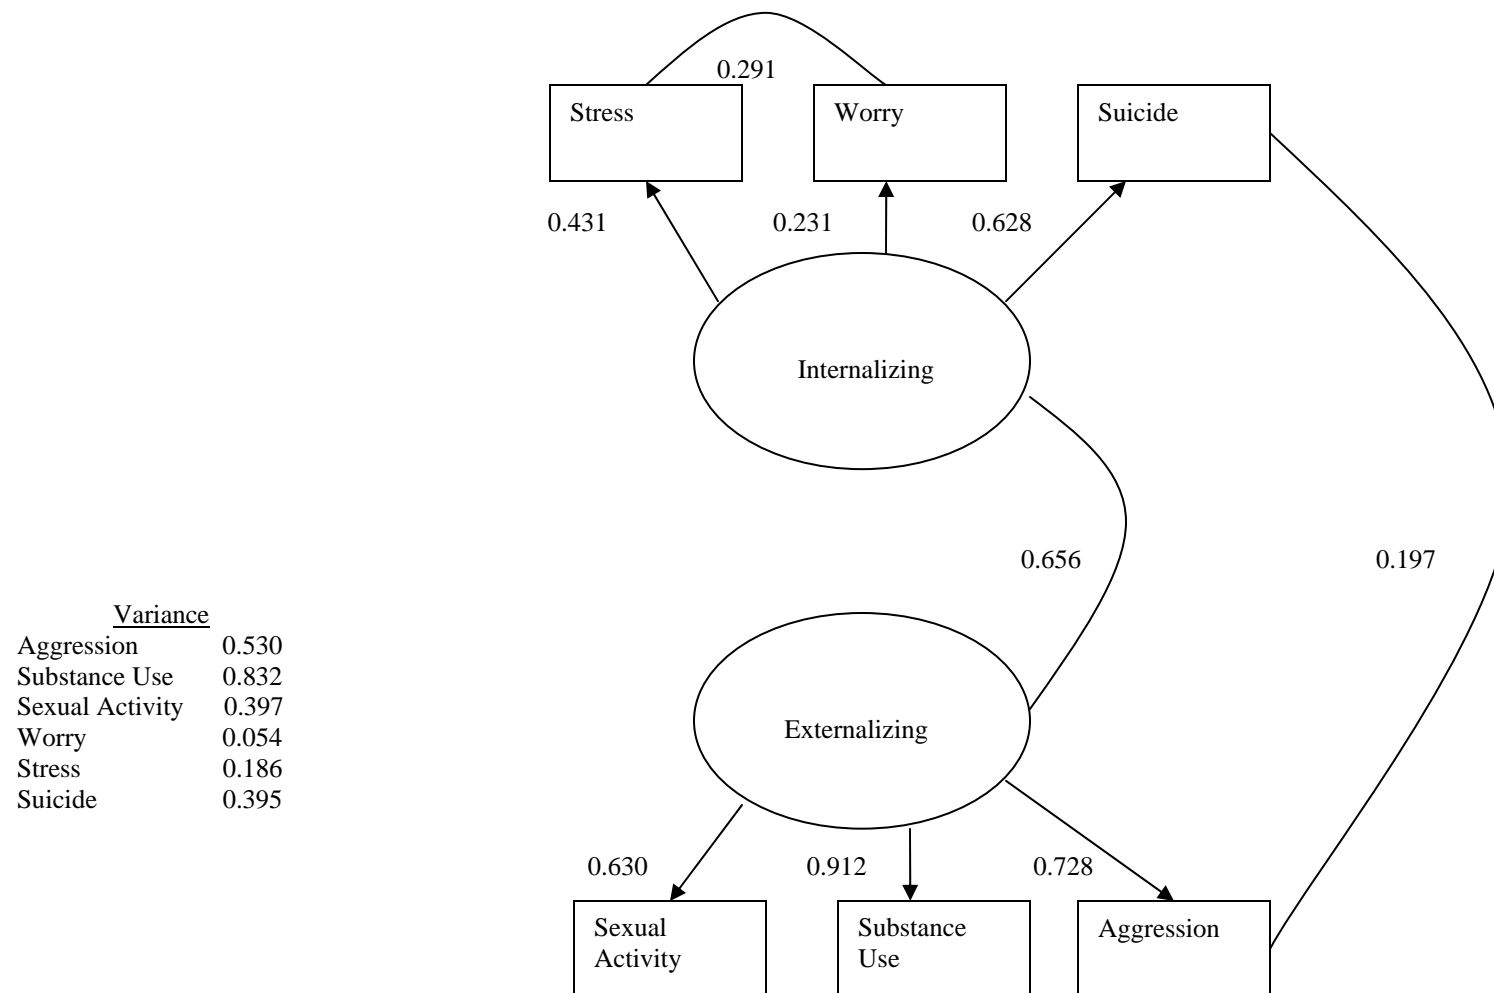 0.291
Stress
Worry
Suicide
0.431
0.231
0.628
Internalizing
0.656
0.197
Variance
Aggression 0.530
Substance Use 0.832
Sexual Activity 0.397
Worry 0.054
Stress 0.186
Suicide 0.395
Externalizing
0.630
0.912
0.728
Sexual
Activity
Substance
Use
Aggression